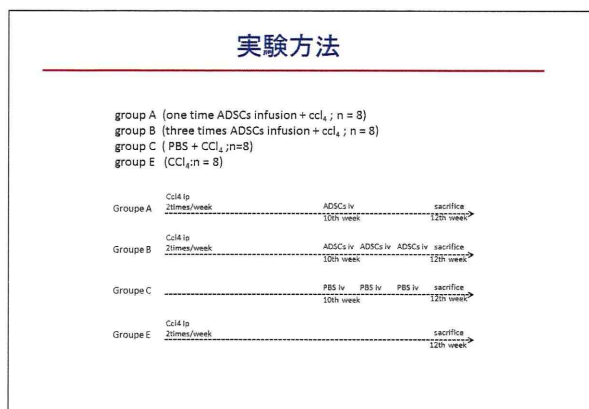 実験方法
group A (one time ADSCs infusion + ccl₄ ; n = 8)
group B (three times ADSCs infusion + ccl₄ ; n = 8)
group C ( PBS + CCl₄ ;n=8)
group E (CCl₄:n = 8)
Ccl4 ip
Groupe A 2times/week ADSCs iv sacrifice
10th week 12th week
Ccl4 ip
Groupe B 2times/week ADSCs iv ADSCs iv ADSCs iv sacrifice
10th week 12th week
Groupe C PBS iv PBS iv PBS iv sacrifice
10th week 12th week
Ccl4 ip
Groupe E 2times/week sacrifice
12th week